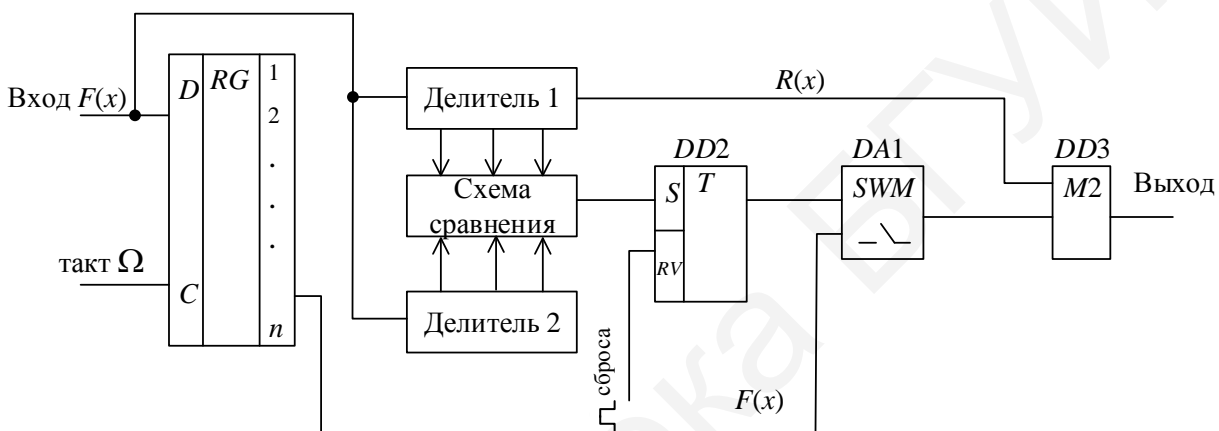 Вход F(x)
D
RG
1
2
.
.
.
n
такт Ω
C
Делитель 1
Схема
сравнения
Делитель 2
R(x)
DD2
S
T
RV
DA1
SWM
DD3
M2
Выход
сброса
F(x)